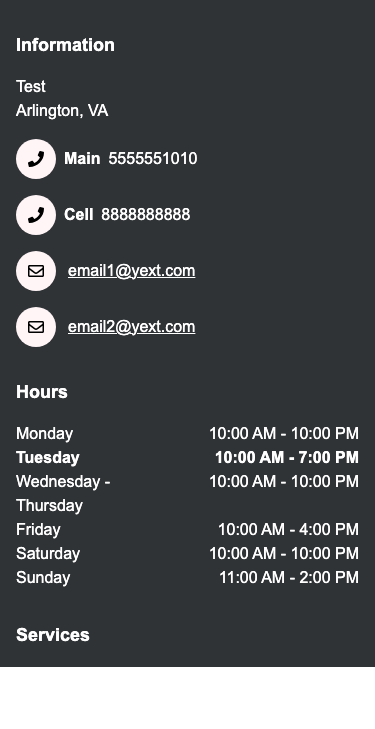 Information
Test
Arlington, VA
Main 5555551010
Cell 8888888888
email1@yext.com
email2@yext.com
Hours
Monday 10:00 AM - 10:00 PM
Tuesday 10:00 AM - 7:00 PM
Wednesday - 10:00 AM - 10:00 PM
Thursday
Friday 10:00 AM - 4:00 PM
Saturday 10:00 AM - 10:00 PM
Sunday 11:00 AM - 2:00 PM
Services